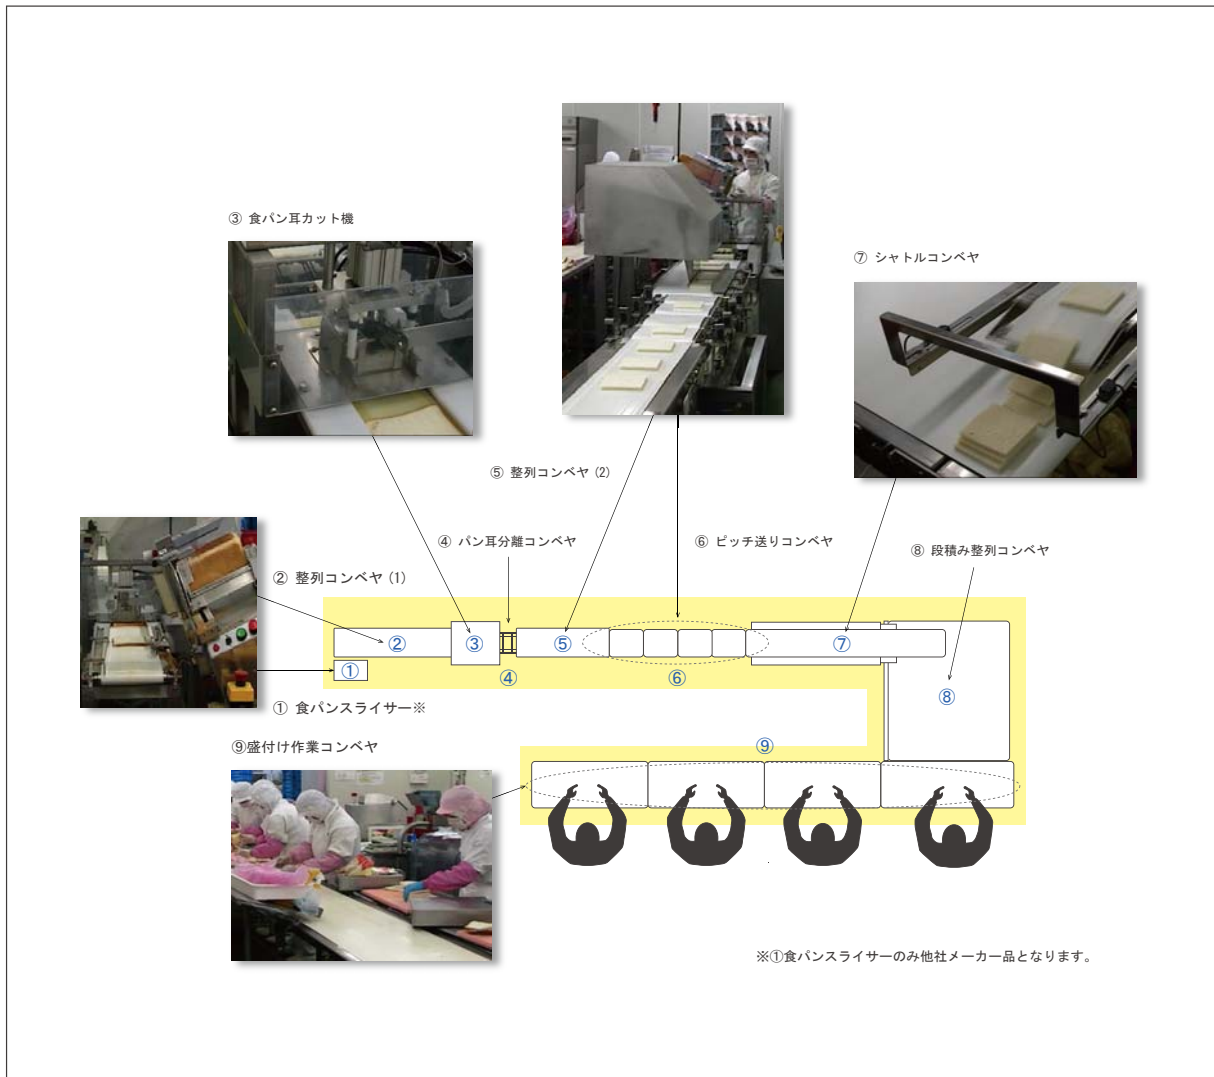 ③ 食パン耳カット機
⑦ シャトルコンベヤ
⑤ 整列コンベヤ(2)
④ パン耳分離コンベヤ
⑥ ピッチ送りコンベヤ
⑧ 段積み整列コンベヤ
② 整列コンベヤ(1)
② ③ ⑤ ⑦
①
④ ⑥
⑧
① 食パンスライサー※
⑨盛付け作業コンベヤ
⑨
※①食パンスライサーのみ他社メーカー品となります。